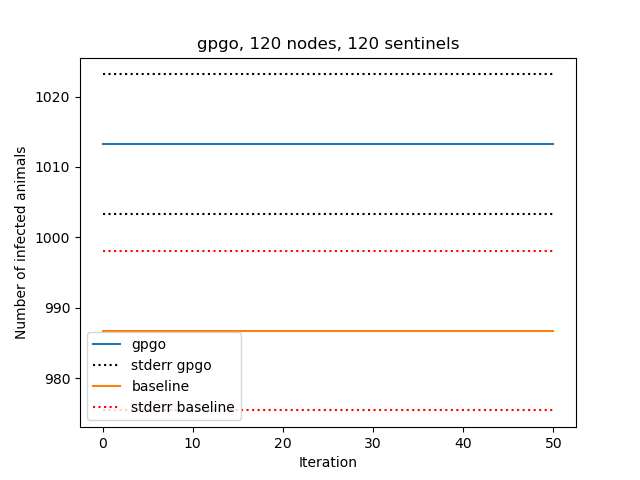 gpgo, 120 nodes, 120 sentinels
Number of infected animals
1020
1010
1000
990
980
gpgo
stderr gpgo
baseline
stderr baseline
0 10 20 30 40 50
Iteration